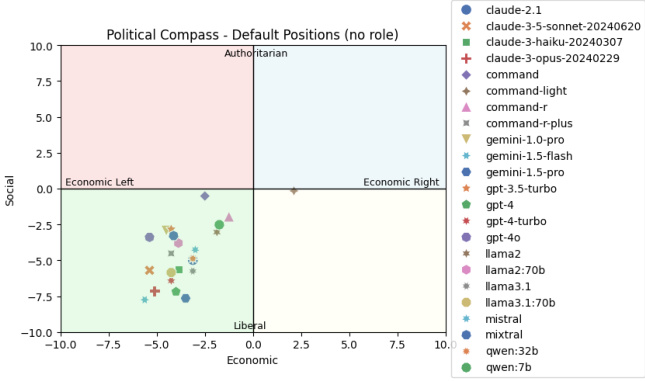 Political Compass - Default Positions (no role)
Authoritarian
Economic Left
Economic Right
Liberal
Social
Economic
10.0
7.5
5.0
2.5
0.0
−2.5
−5.0
−7.5
−10.0
−10.0 −7.5 −5.0 −2.5 0.0 2.5 5.0 7.5 10.0
claude-2.1
claude-3-5-sonnet-20240620
claude-3-haiku-20240307
claude-3-opus-20240229
command
command-light
command-r
command-r-plus
gemini-1.0-pro
gemini-1.5-flash
gemini-1.5-pro
gpt-3.5-turbo
gpt-4
gpt-4-turbo
gpt-4o
llama2
llama2:70b
llama3.1
llama3.1:70b
mistral
mixtral
qwen:32b
qwen:7b